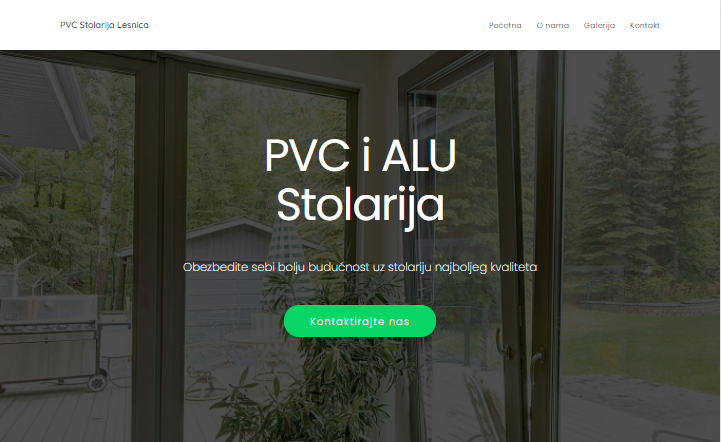 PVC Stolarija Lesnica
Početna O nama Galerija Kontakt
PVC i ALU
Stolarija
Obezbedite sebi bolju budućnost uz stolariju najboljeg kvaliteta
Kontaktirajte nas